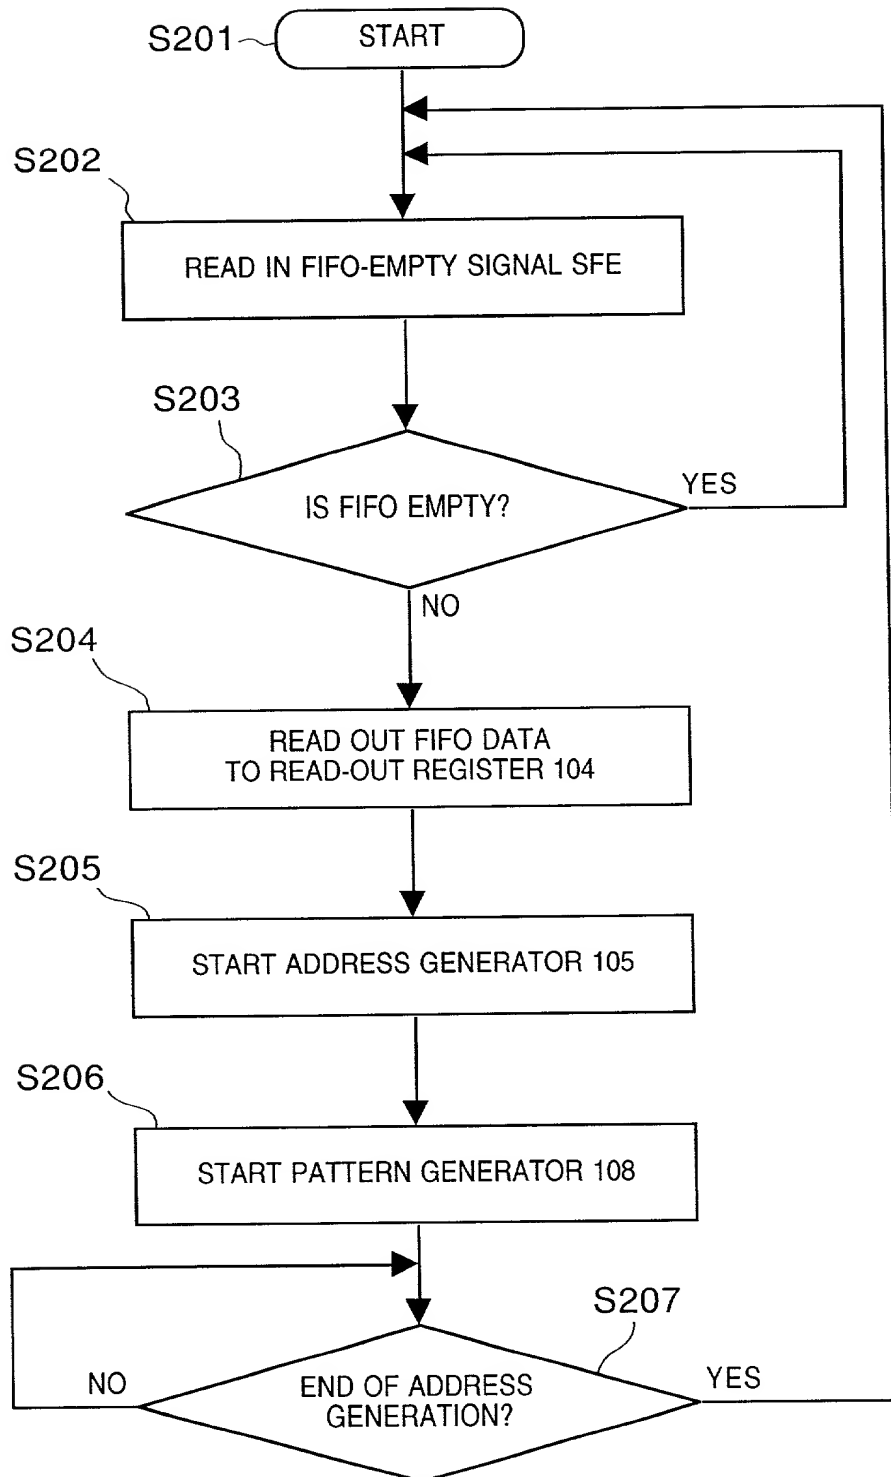 S201
START
S202
READ IN FIFO-EMPTY SIGNAL SFE
S203
IS FIFO EMPTY?
YES
NO
S204
READ OUT FIFO DATA
TO READ-OUT REGISTER 104
S205
START ADDRESS GENERATOR 105
S206
START PATTERN GENERATOR 108
S207
NO
END OF ADDRESS
GENERATION?
YES